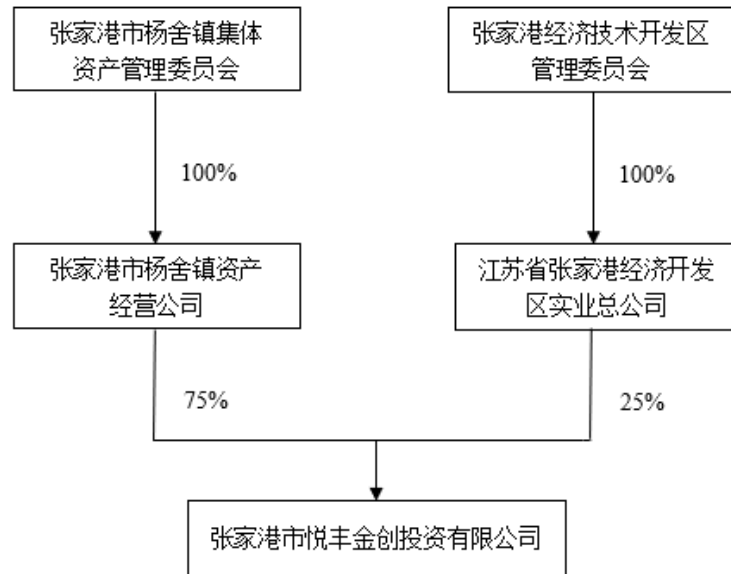 张家港市杨舍镇集体
资产管理委员会
张家港经济技术开发区
管理委员会
100%
100%
张家港市杨舍镇资产
经营公司
江苏省张家港经济开发
区实业总公司
75%
25%
张家港市悦丰金创投资有限公司